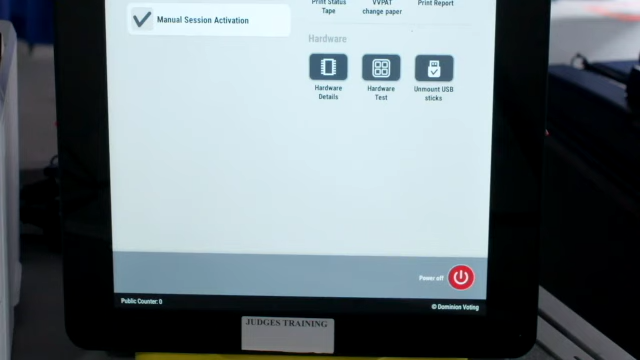 Print Status
Tape
VVPAT
change paper
Print Report
Manual Session Activation
Hardware
Hardware
Details
Hardware
Test
Unmount USB
sticks
Power off
Public Counter: 0
© Dominion Voting
JUDGES TRAINING